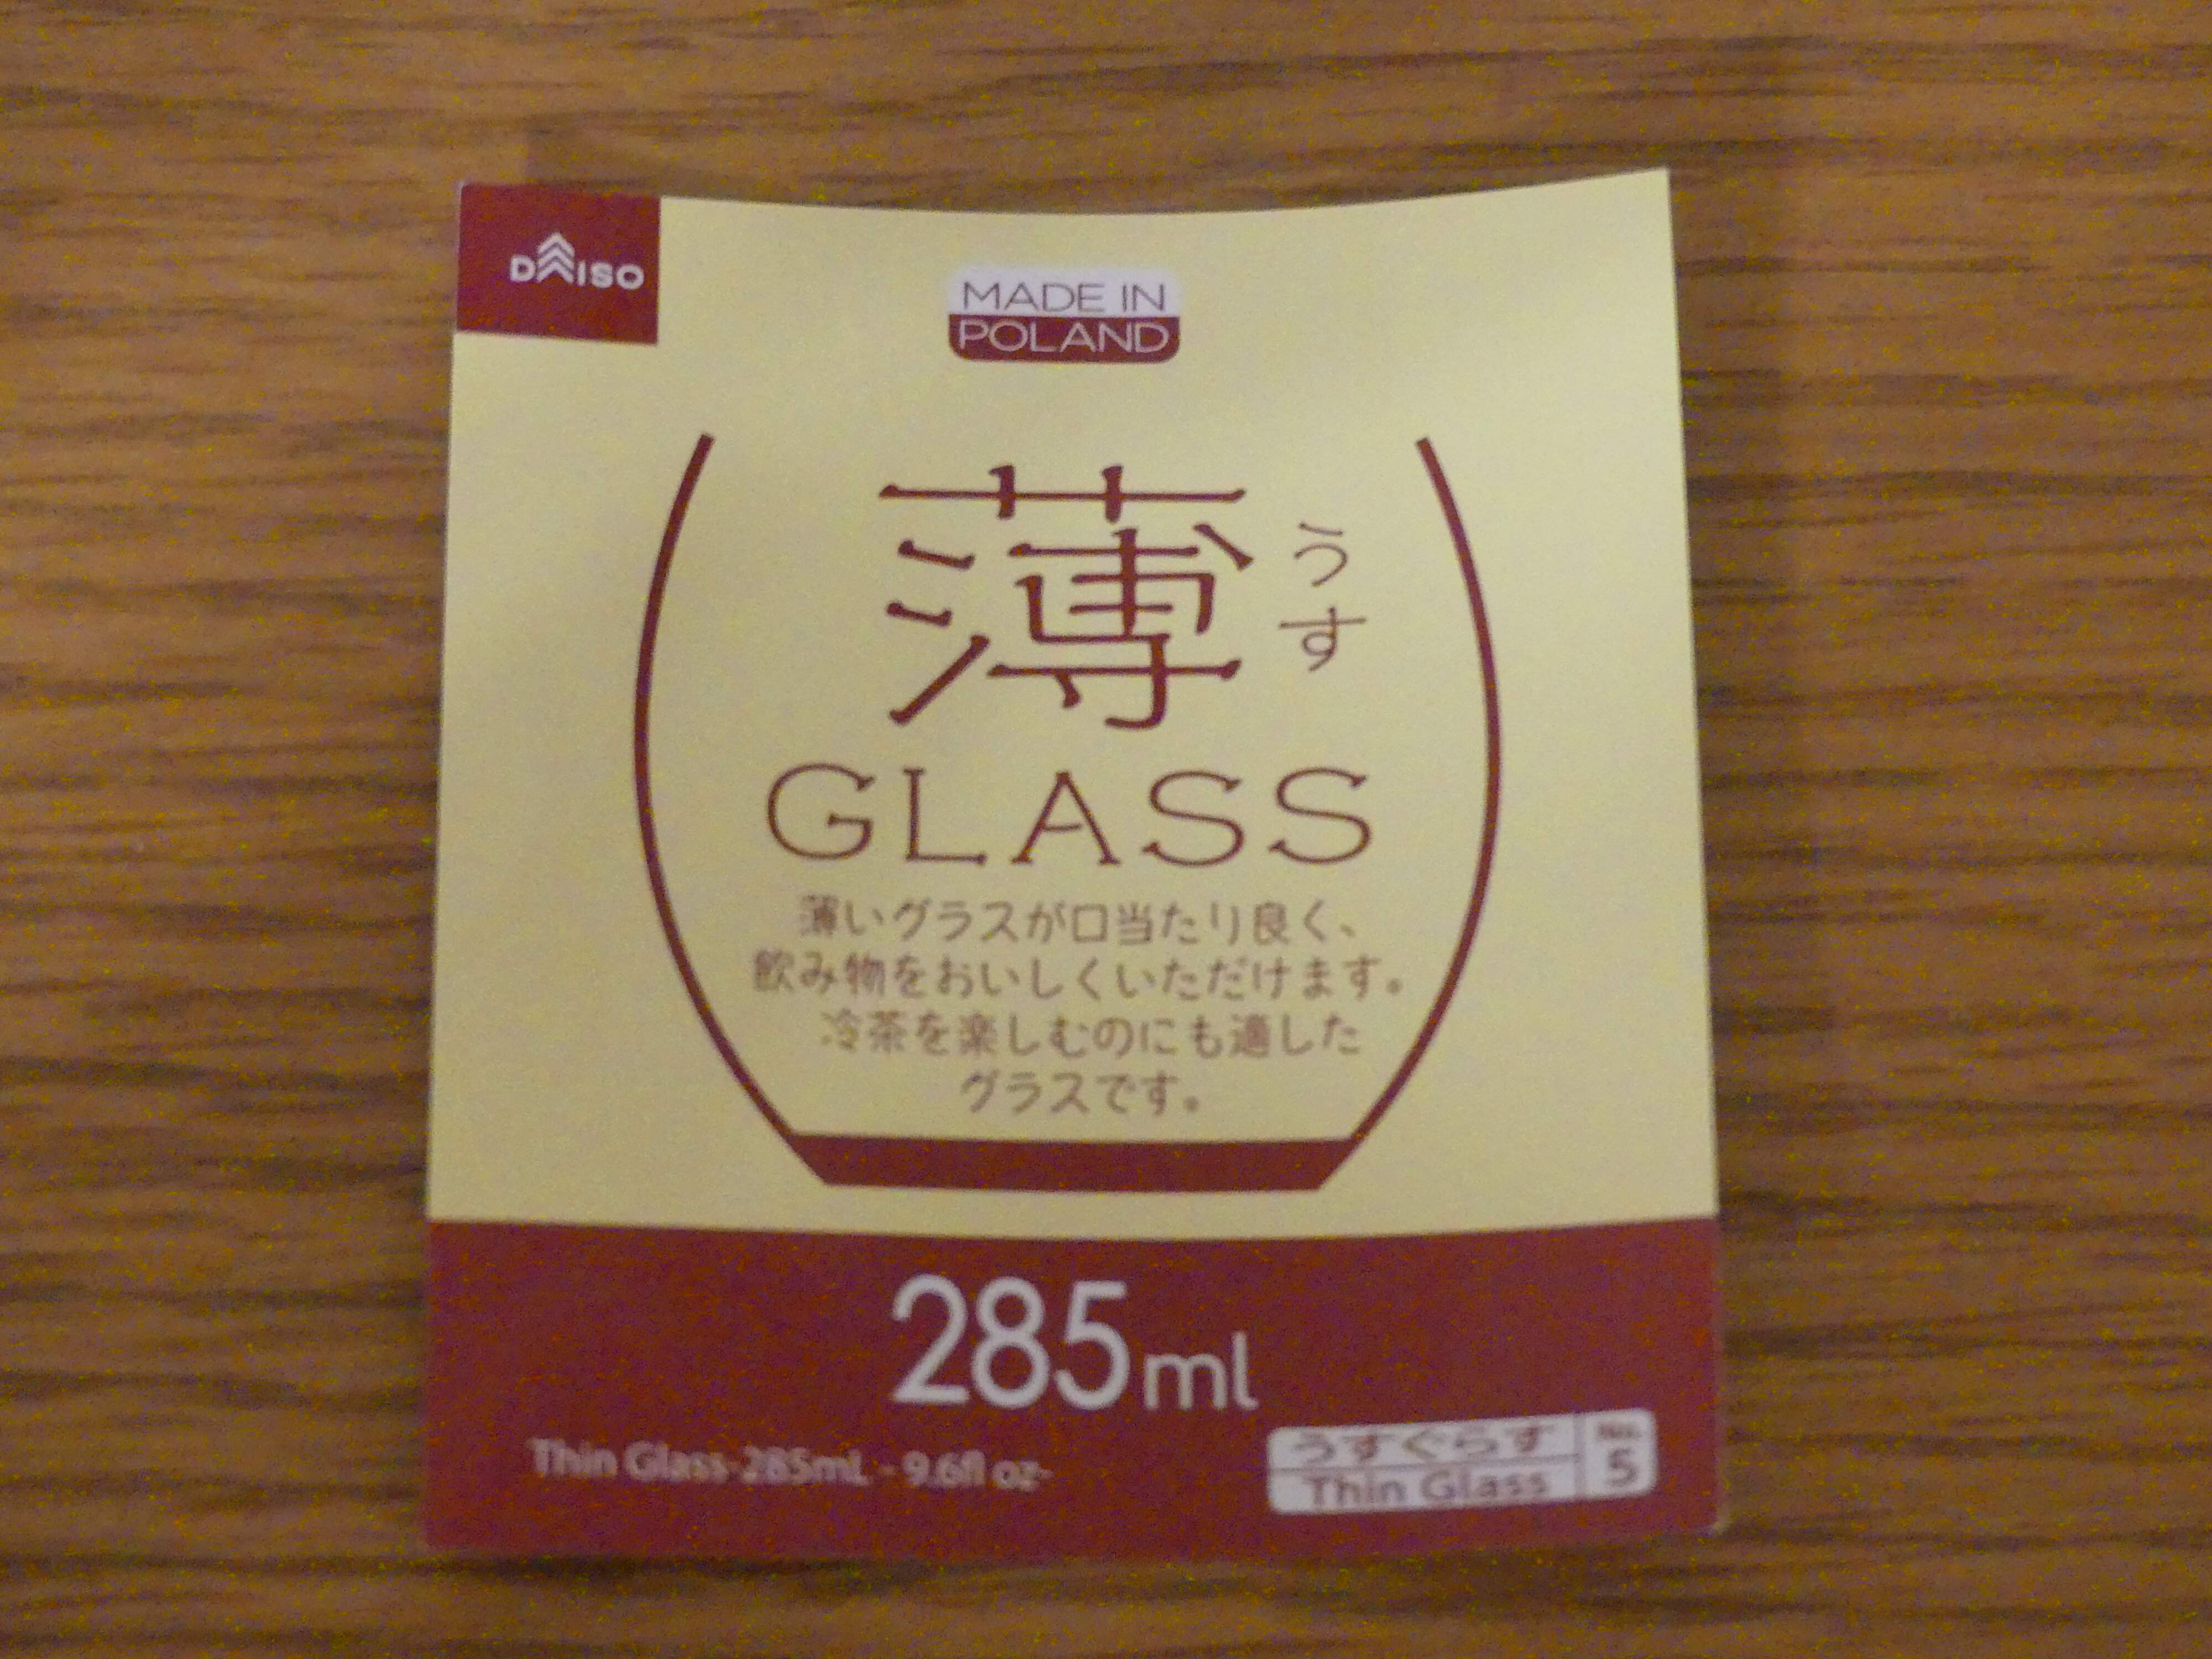 DAISO
MADE IN
POLAND
薄
うす
GLASS
薄いグラスが口当たり良く、
飲み物をおいしくいただけます。
冷茶を楽しむのにも適した
グラスです。
285ml
Thin Glass-285mL - 9.6fl oz-
うすぐらす
Thin Glass
No.
5